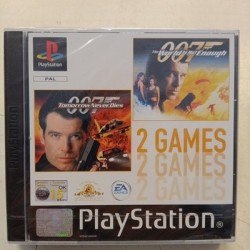 PlayStation
PAL
007
The World Is Not Enough
007
Tomorrow Never Dies
2 GAMES
2 GAMES
2 GAMES
EA
PlayStation